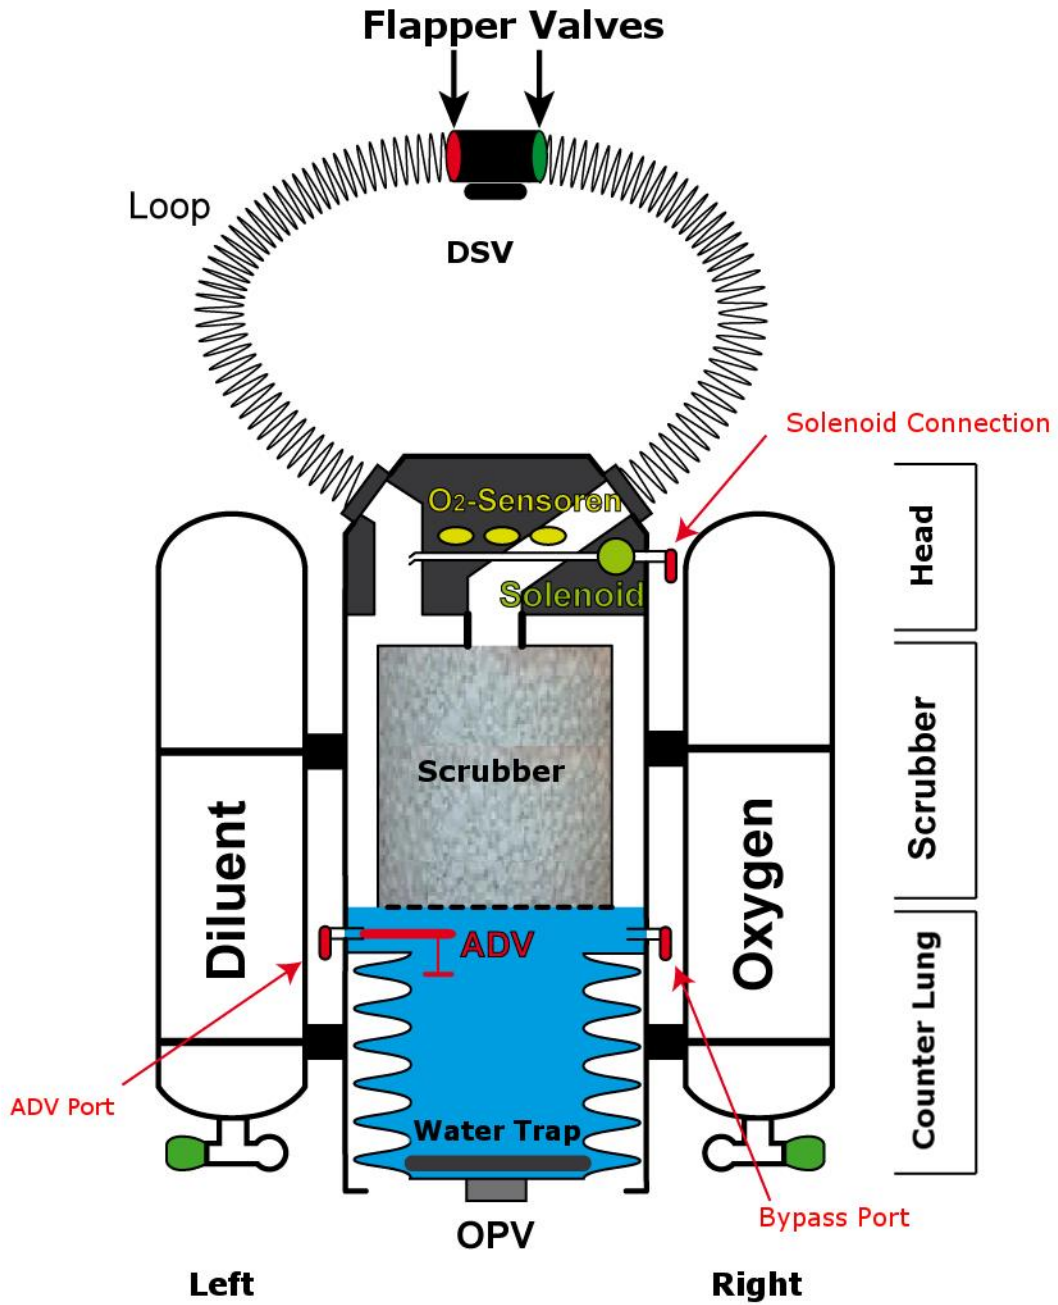 Flapper Valves
Loop
DSV
Solenoid Connection
O2-Sensoren
Solenoid
Head
Scrubber
Scrubber
Diluent
Oxygen
ADV
Counter Lung
ADV Port
Water Trap
Bypass Port
OPV
Left
Right